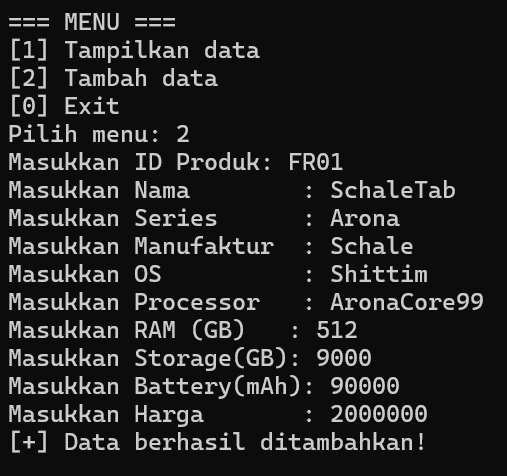 === MENU ===
[1] Tampilkan data
[2] Tambah data
[0] Exit
Pilih menu: 2
Masukkan ID Produk: FR01
Masukkan Nama        : SchaleTab
Masukkan Series      : Arona
Masukkan Manufaktur  : Schale
Masukkan OS          : Shittim
Masukkan Processor   : AronaCore99
Masukkan RAM (GB)   : 512
Masukkan Storage(GB): 9000
Masukkan Battery(mAh): 90000
Masukkan Harga       : 2000000
[+] Data berhasil ditambahkan!